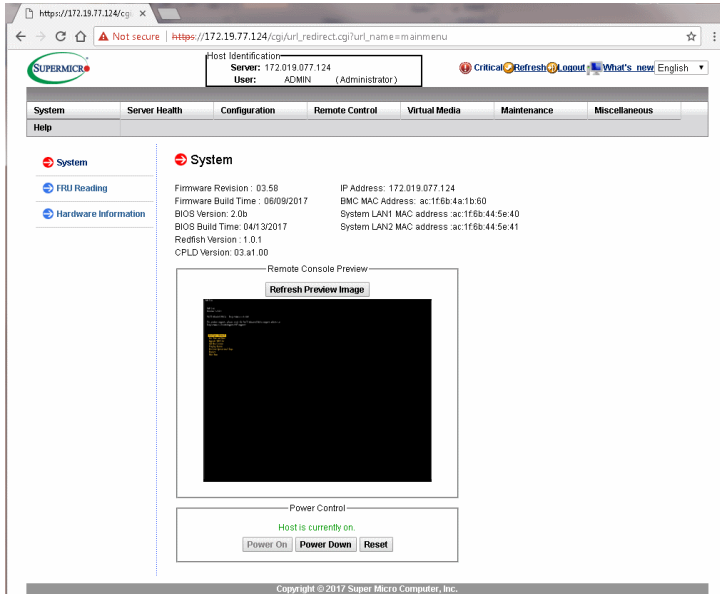 https://172.19.77.124/cgi
Not secure | https://172.19.77.124/cgi/url_redirect.cgi?url_name=mainmenu
SUPERMICR
Host Identification
Server: 172.019.077.124
User: ADMIN (Administrator)
Critical Refresh Logout What's new English
System Server Health Configuration Remote Control Virtual Media Maintenance Miscellaneous
Help
System
FRU Reading
Hardware Information
System
Firmware Revision : 03.58
Firmware Build Time : 06/09/2017
BIOS Version: 2.0b
BIOS Build Time: 04/13/2017
Redfish Version : 1.0.1
CPLD Version: 03.a1.00
IP Address: 172.019.077.124
BMC MAC Address: ac:1f:6b:4a:1b:60
System LAN1 MAC address :ac:1f:6b:44:5e:40
System LAN2 MAC address :ac:1f:6b:44:5e:41
Remote Console Preview
Refresh Preview Image
Power Control
Host is currently on.
Power On Power Down Reset
Copyright © 2017 Super Micro Computer, Inc.